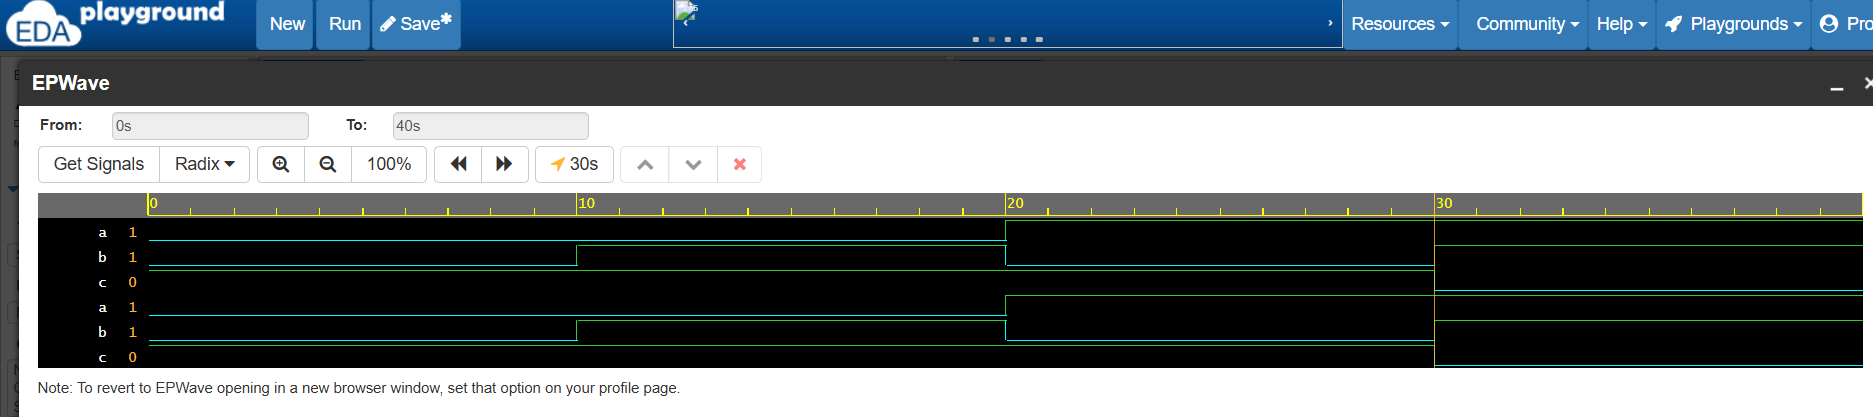 EDA playground New Run Save* Resources Community Help Playgrounds Pro
EPWave
From: 0s To: 40s
Get Signals Radix 100% 30s
0 10 20 30
a 1
b 1
c 0
a 1
b 1
c 0
Note: To revert to EPWave opening in a new browser window, set that option on your profile page.